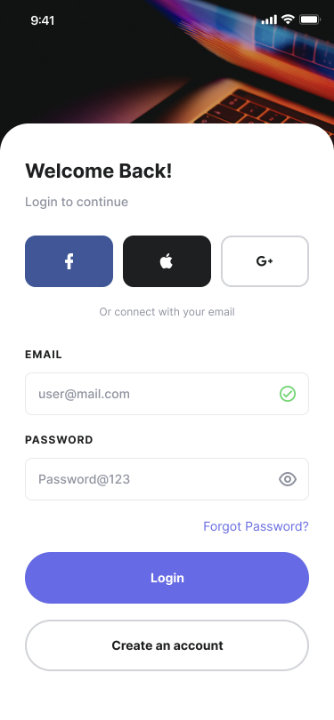 9:41
Welcome Back!
Login to continue
G+
Or connect with your email
EMAIL
user@mail.com
PASSWORD
Password@123
Forgot Password?
Login
Create an account